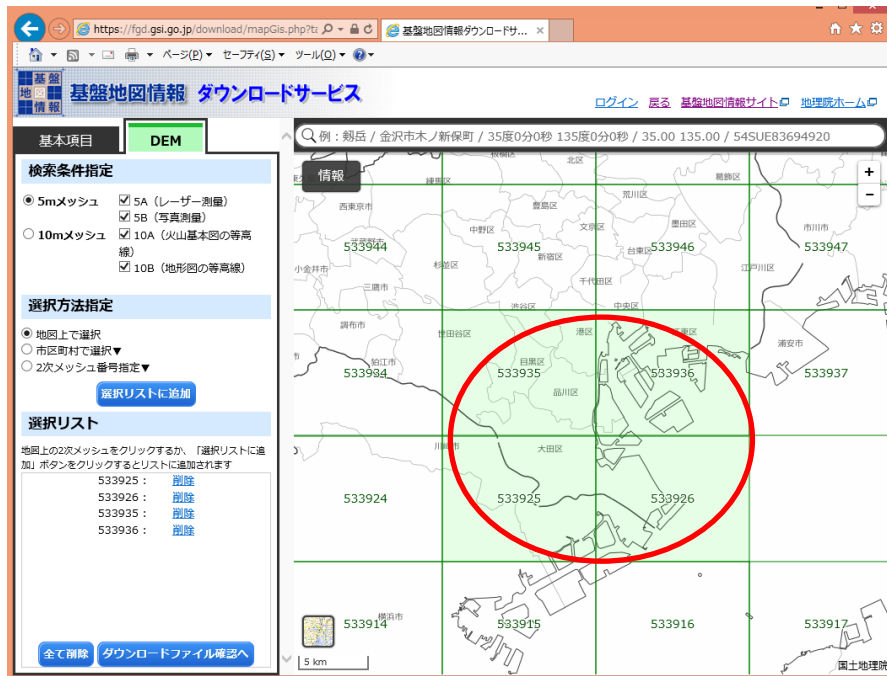 https://fgd.gsi.go.jp/download/mapGis.php?ta
基盤地図情報ダウンロードサ... ×
ページ(P) セーフティ(S) ツール(O)
基盤
地図
情報
基盤地図情報 ダウンロードサービス
ログイン 戻る 基盤地図情報サイト 地理院ホーム
基本項目 DEM
例：剱岳 / 金沢市木ノ新保町 / 35度0分0秒 135度0分0秒 / 35.00 135.00 / 54SUE83694920
検索条件指定
5mメッシュ 5A（レーザー測量）
5B（写真測量）
10mメッシュ 10A（火山基本図の等高
線）
10B（地形図の等高線）
選択方法指定
地図上で選択
市区町村で選択▼
2次メッシュ番号指定▼
選択リストに追加
選択リスト
地図上の2次メッシュをクリックするか、「選択リストに追
加」ボタンをクリックするとリストに追加されます
533925： 削除
533926： 削除
533935： 削除
533936： 削除
全て削除 ダウンロードファイル確認へ
情報
+
−
板橋区
北区
練馬区
葛飾区
西東京市
豊島区
荒川区
中野区
文京区
墨田区
市川市
533944
533945
533946
533947
新宿区
台東区
小金井市
杉並区
江戸川区
三鷹市
千代田区
渋谷区
中央区
調布市
世田谷区
港区
江東区
浦安市
狛江市
目黒区
533934
533935
533936
533937
品川区
大田区
533924
533925
533926
横浜市
533914
533915
533916
533917
5 km
国土地理院